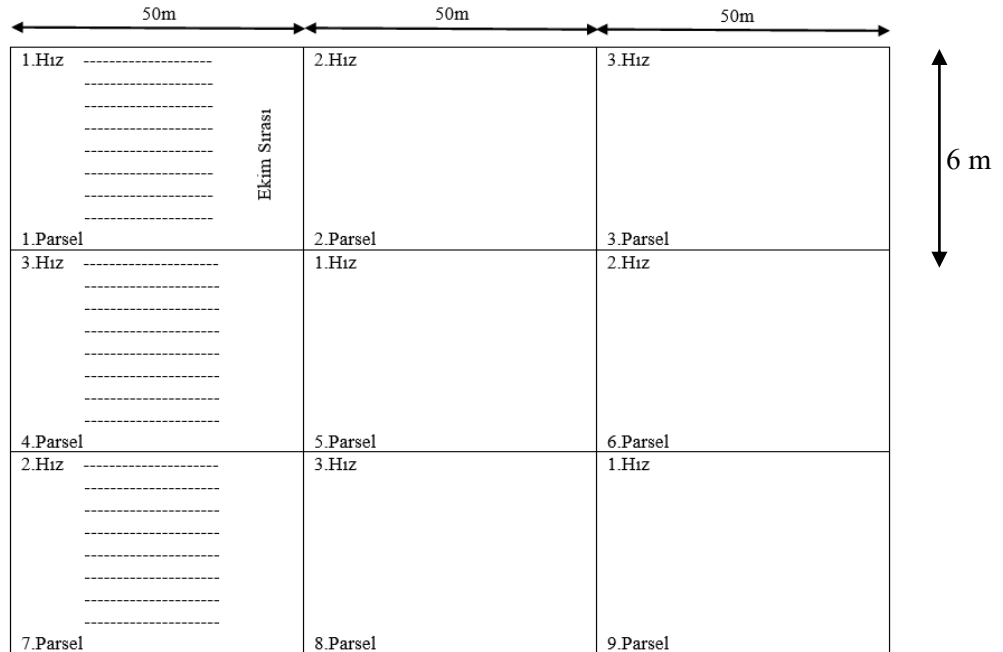 50m 50m 50m
1.Hız 2.Hız 3.Hız
Ekim Sırası
6 m
1.Parsel 2.Parsel 3.Parsel
3.Hız 1.Hız 2.Hız
4.Parsel 5.Parsel 6.Parsel
2.Hız 3.Hız 1.Hız
7.Parsel 8.Parsel 9.Parsel